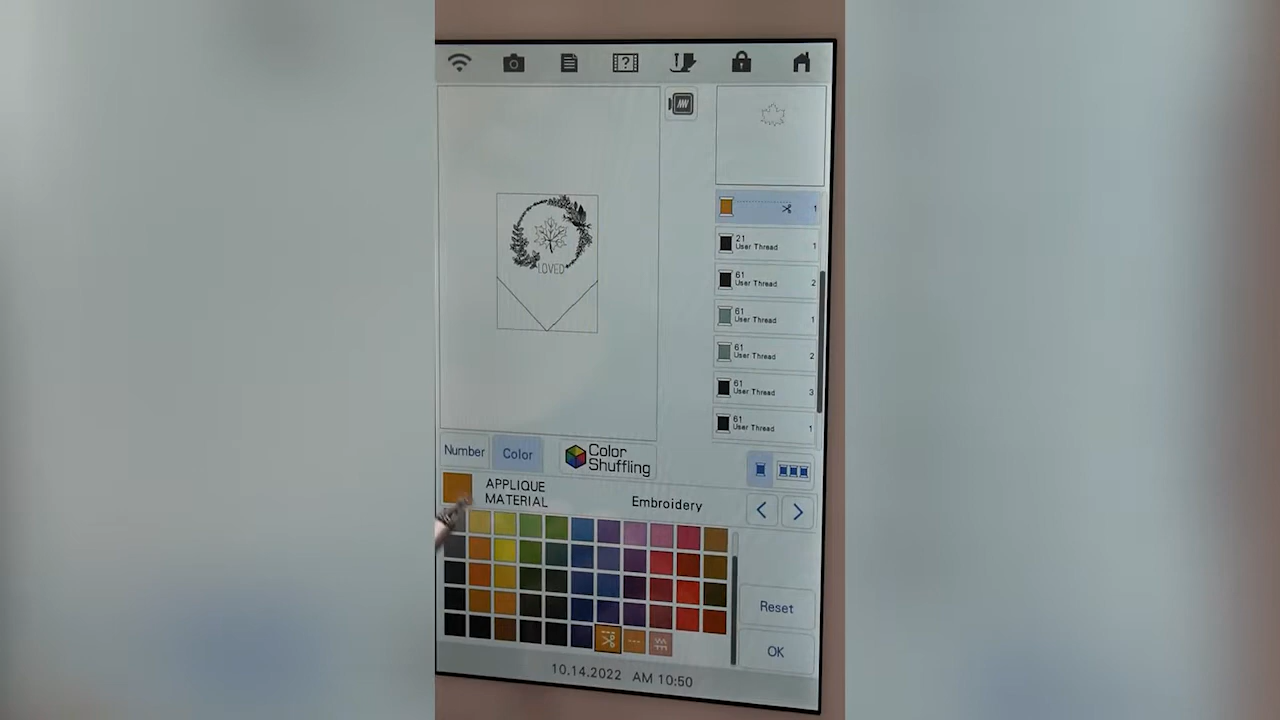 1
21
User Thread 1
61
User Thread 2
61
User Thread 1
61
User Thread 2
61
User Thread 3
61
User Thread 1
LOVED
Number
Color
Color
Shuffling
APPLIQUE
MATERIAL
Embroidery
Reset
OK
10.14.2022 AM 10:50